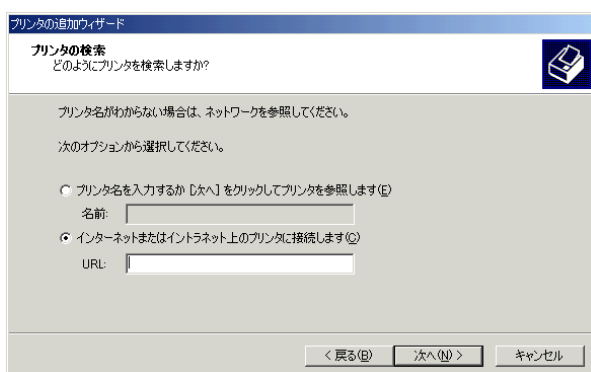 プリンタの追加ウィザード
プリンタの検索
どのようにプリンタを検索しますか?
プリンタ名がわからない場合は、ネットワークを参照してください。
次のオプションから選択してください。
プリンタ名を入力するか [次へ] をクリックしてプリンタを参照します(E)
名前:
インターネットまたはイントラネット上のプリンタに接続します(C)
URL:
< 戻る(B) 次へ(N) > キャンセル